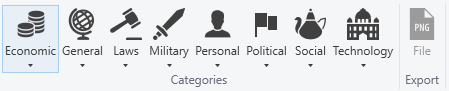 PNG
Economic General Laws Military Personal Political Social Technology File
Categories Export